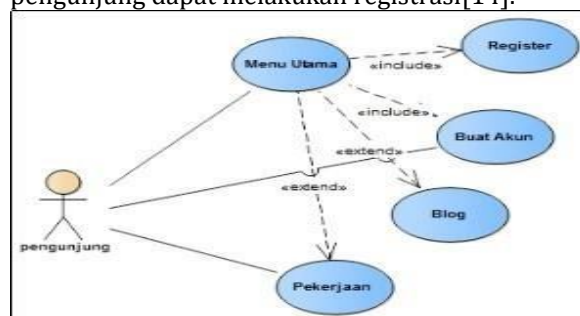 pengunjung dapat melakukan registrasi[14].
Register
Menu Utama
«include»
«include»
Buat Akun
«extend»
«extend»
Blog
pengunjung
Pekerjaan